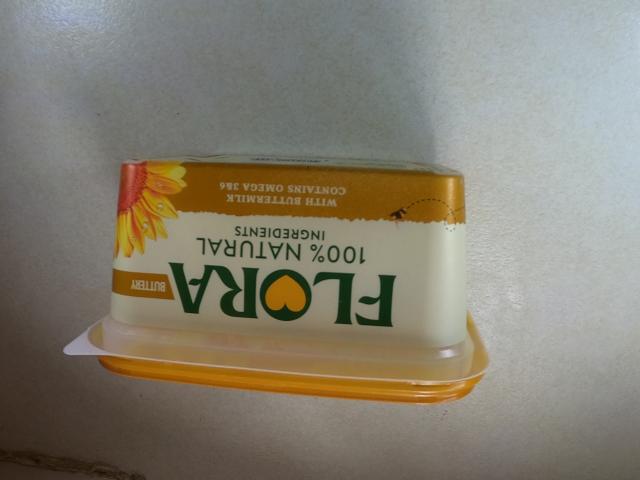 FLORA
BUTTERY
100% NATURAL
INGREDIENTS
WITH BUTTERMILK
CONTAINS OMEGA 3&6